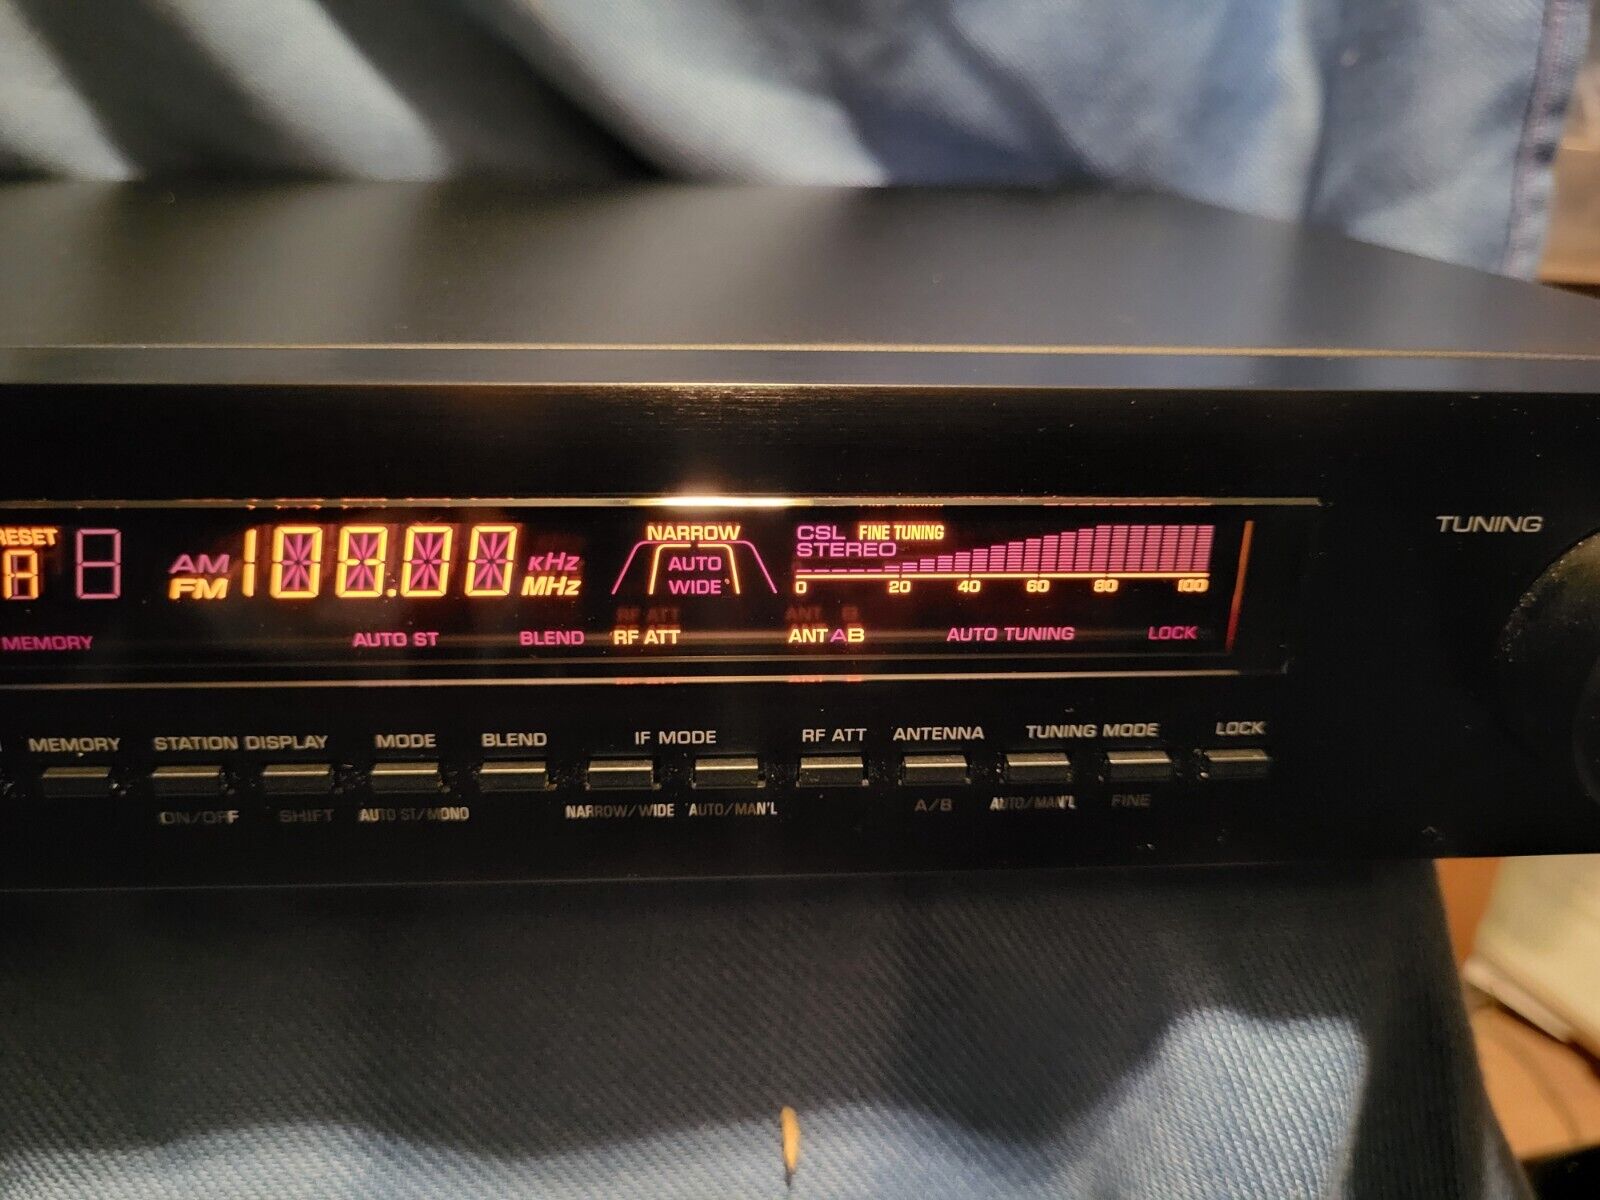 TUNING
RESET
AM 108.00 kHz
FM MHz
NARROW
AUTO
WIDE
CSL FINE TUNING
STEREO
0 20 40 60 80 100
MEMORY AUTO ST BLEND RF ATT ANT A B AUTO TUNING LOCK
MEMORY STATION DISPLAY MODE BLEND IF MODE RF ATT ANTENNA TUNING MODE LOCK
ON/OFF SHIFT AUTO ST/MONO NARROW/WIDE AUTO/MAN'L A/B AUTO/MAN'L FINE